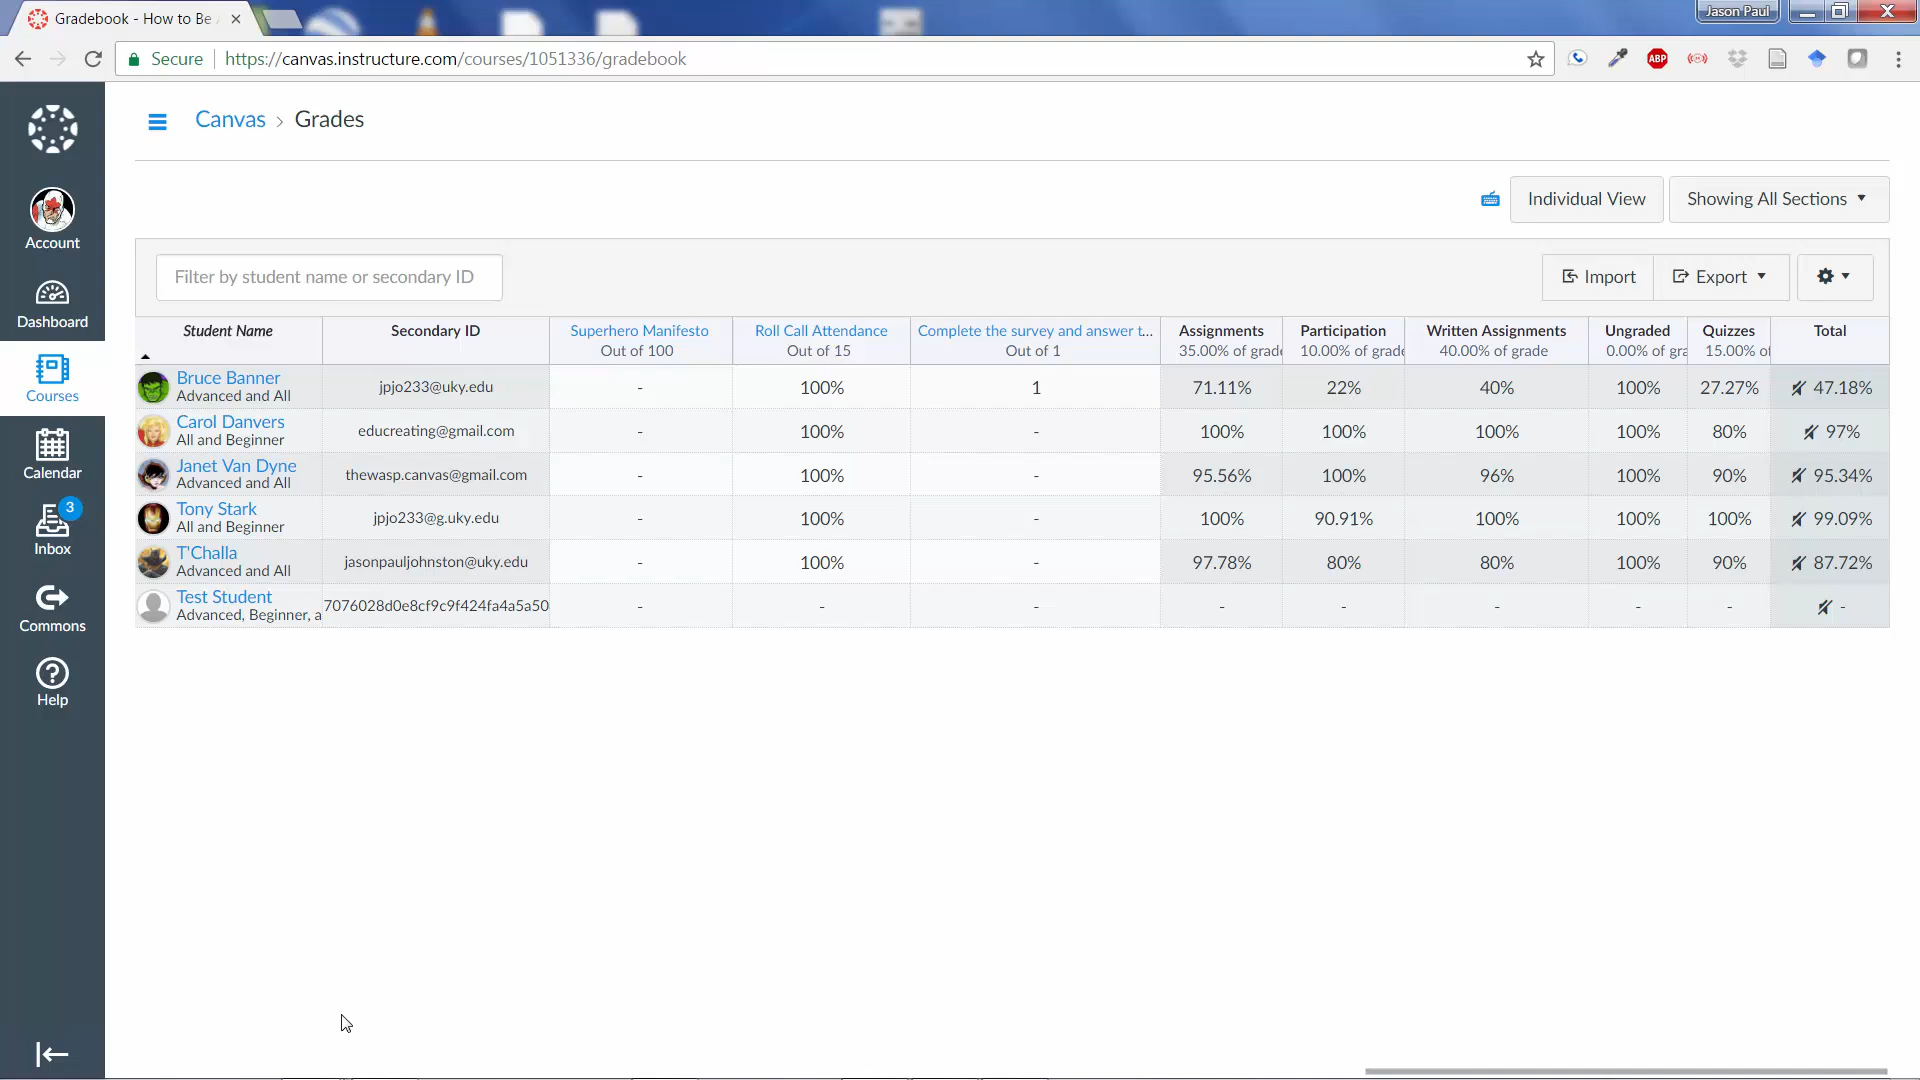 Gradebook - How to Be
Jason Paul
Secure
https://canvas.instructure.com/courses/1051336/gradebook
ABP
Canvas > Grades
Individual View
Showing All Sections
Filter by student name or secondary ID
Import
Export
Student Name Secondary ID Superhero Manifesto Roll Call Attendance Complete the survey and answer t... Assignments Participation Written Assignments Ungraded Quizzes Total
Out of 100 Out of 15 Out of 1 35.00% of grade 10.00% of grade 40.00% of grade 0.00% of gra 15.00% of
Bruce Banner
Advanced and All
jpjo233@uky.edu - 100% 1 71.11% 22% 40% 100% 27.27% 47.18%
Carol Danvers
All and Beginner
educreating@gmail.com - 100% - 100% 100% 100% 100% 80% 97%
Janet Van Dyne
Advanced and All
thewasp.canvas@gmail.com - 100% - 95.56% 100% 96% 100% 90% 95.34%
Tony Stark
All and Beginner
jpjo233@g.uky.edu - 100% - 100% 90.91% 100% 100% 100% 99.09%
T'Challa
Advanced and All
jasonpauljohnston@uky.edu - 100% - 97.78% 80% 80% 100% 90% 87.72%
Test Student
Advanced, Beginner, a
7076028d0e8cf9c9f424fa4a5a50 - - - - - - - - -
Account
Dashboard
Courses
Calendar
3
Inbox
Commons
Help